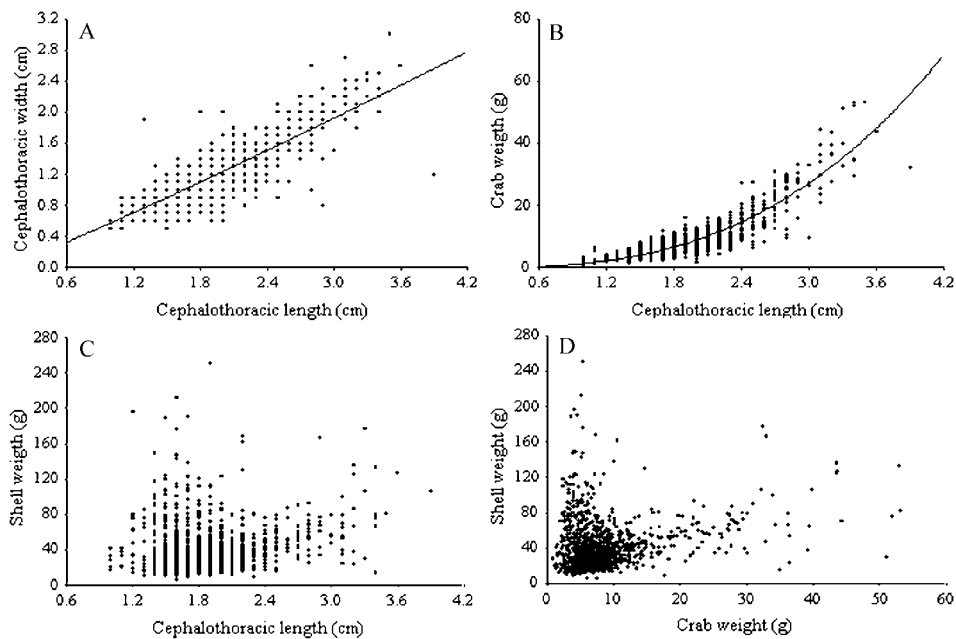 A
Cephalothoracic width (cm)
3.2
2.8
2.4
2.0
1.6
1.2
0.8
0.4
0.0
0.6 1.2 1.8 2.4 3.0 3.6 4.2
Cephalothoracic length (cm)
B
Crab weigth (g)
80
60
40
20
0
0.6 1.2 1.8 2.4 3.0 3.6 4.2
Cephalothoracic length (cm)
C
Shell weigth (g)
280
240
200
160
120
80
40
0
0.6 1.2 1.8 2.4 3.0 3.6 4.2
Cephalothoracic length (cm)
D
Shell weight (g)
280
240
200
160
120
80
40
0
0 10 20 30 40 50 60
Crab weight (g)